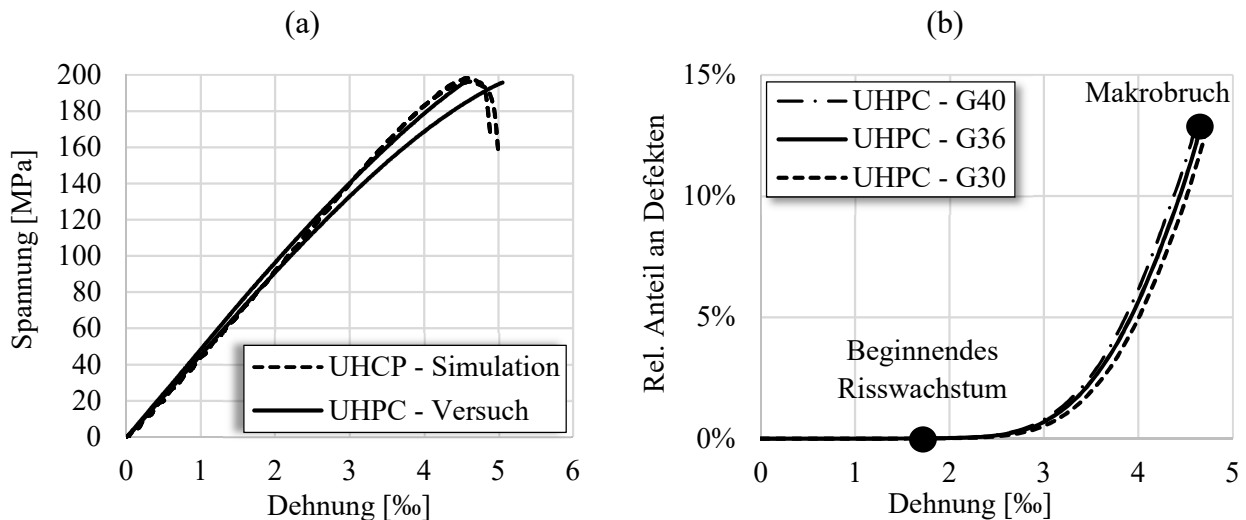 (a)
200
180
160
140
120
100
80
60
40
20
0
Spannung [MPa]
UHCP - Simulation
UHPC - Versuch
0 1 2 3 4 5 6
Dehnung [‰]
(b)
15%
10%
5%
0%
Rel. Anteil an Defekten
UHPC - G40
UHPC - G36
UHPC - G30
Makrobruch
Beginnendes
Risswachstum
0 1 2 3 4 5
Dehnung [‰]